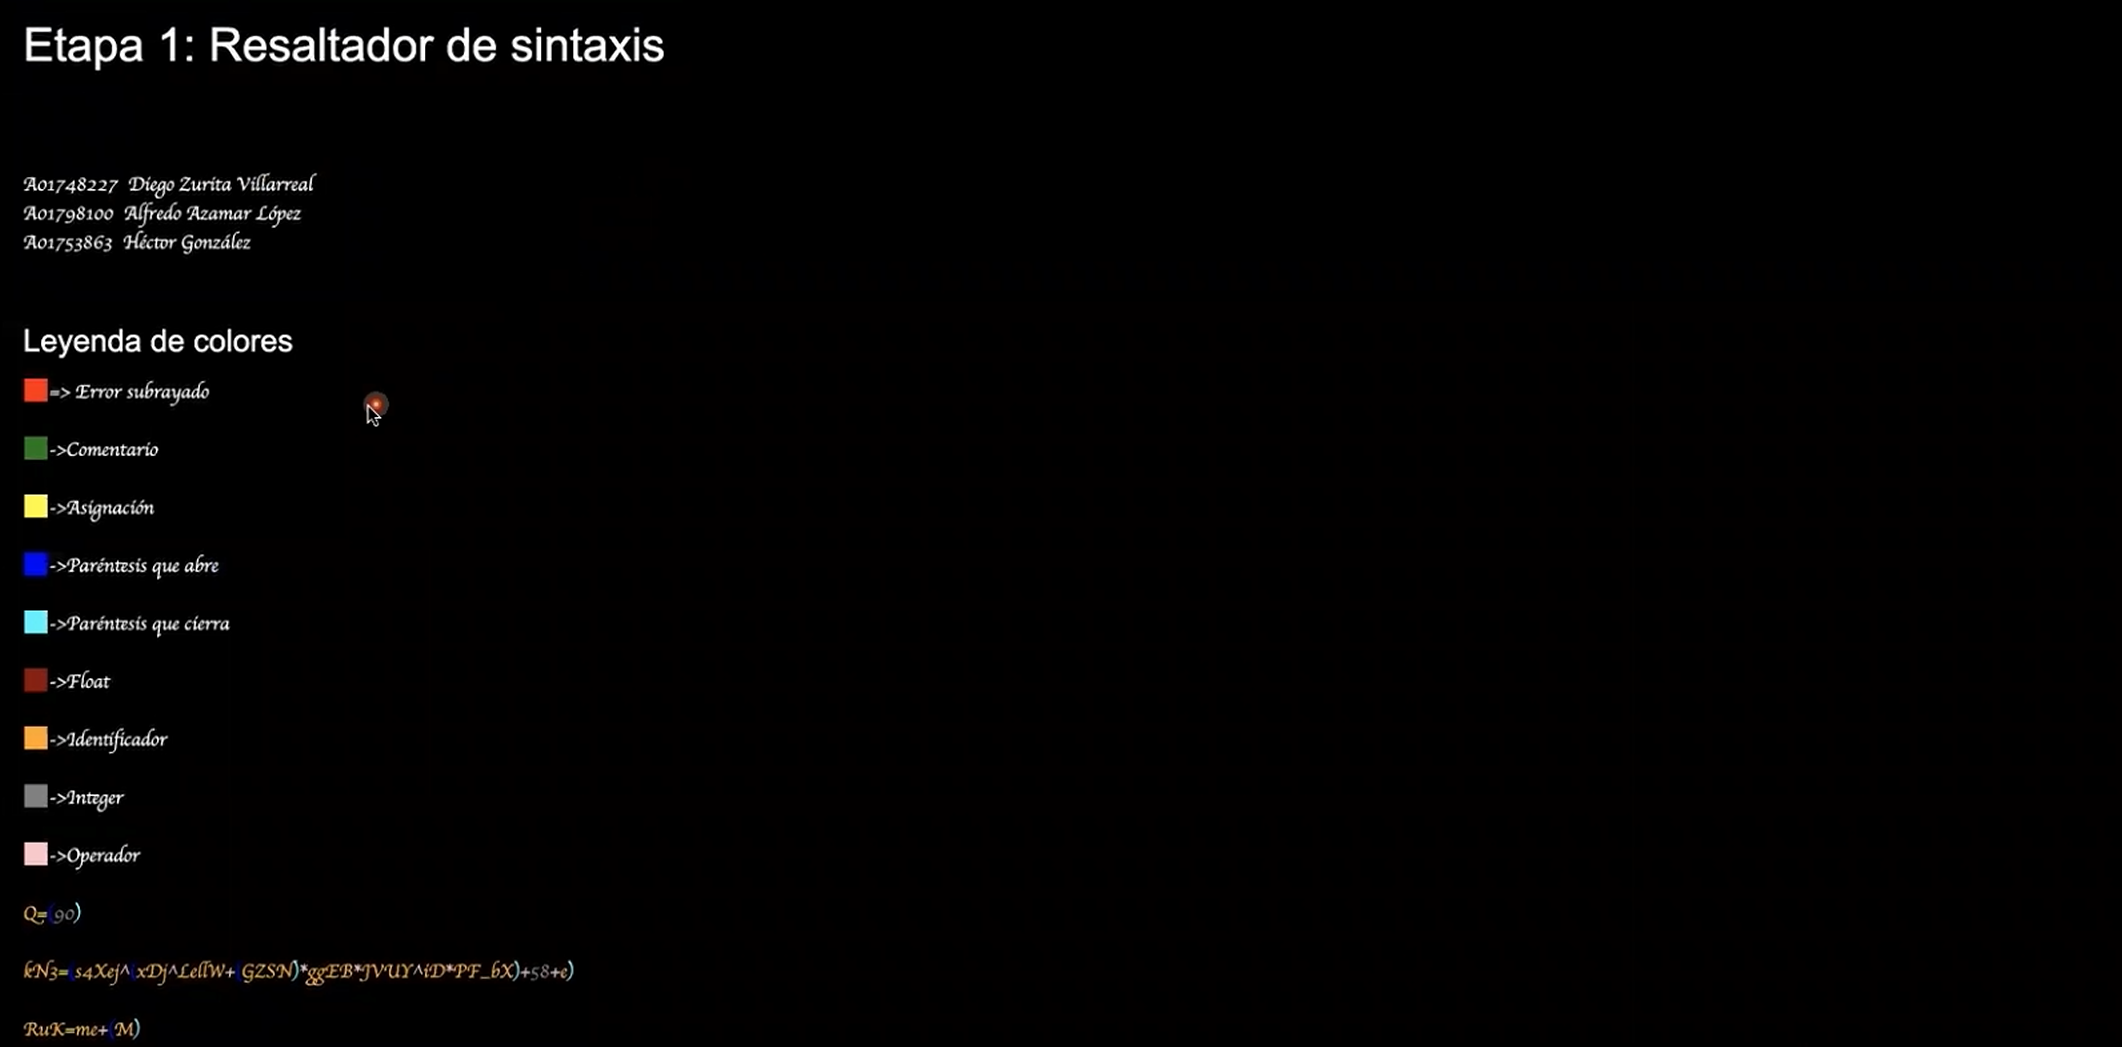 Etapa 1: Resaltador de sintaxis
A01748227 Diego Zurita Villarreal
A01798100 Alfredo Azamar López
A01753863 Héctor González
Leyenda de colores
=> Error subrayado
->Comentario
->Asignación
->Paréntesis que abre
->Paréntesis que cierra
->Float
->Identificador
->Integer
->Operador
Q=(90)
kN3=(s4Xej^(xDj^LellW+(GZSN)*ggEB*JVUY^iD*PF_bX)+58+e)
RuK=me+(M)